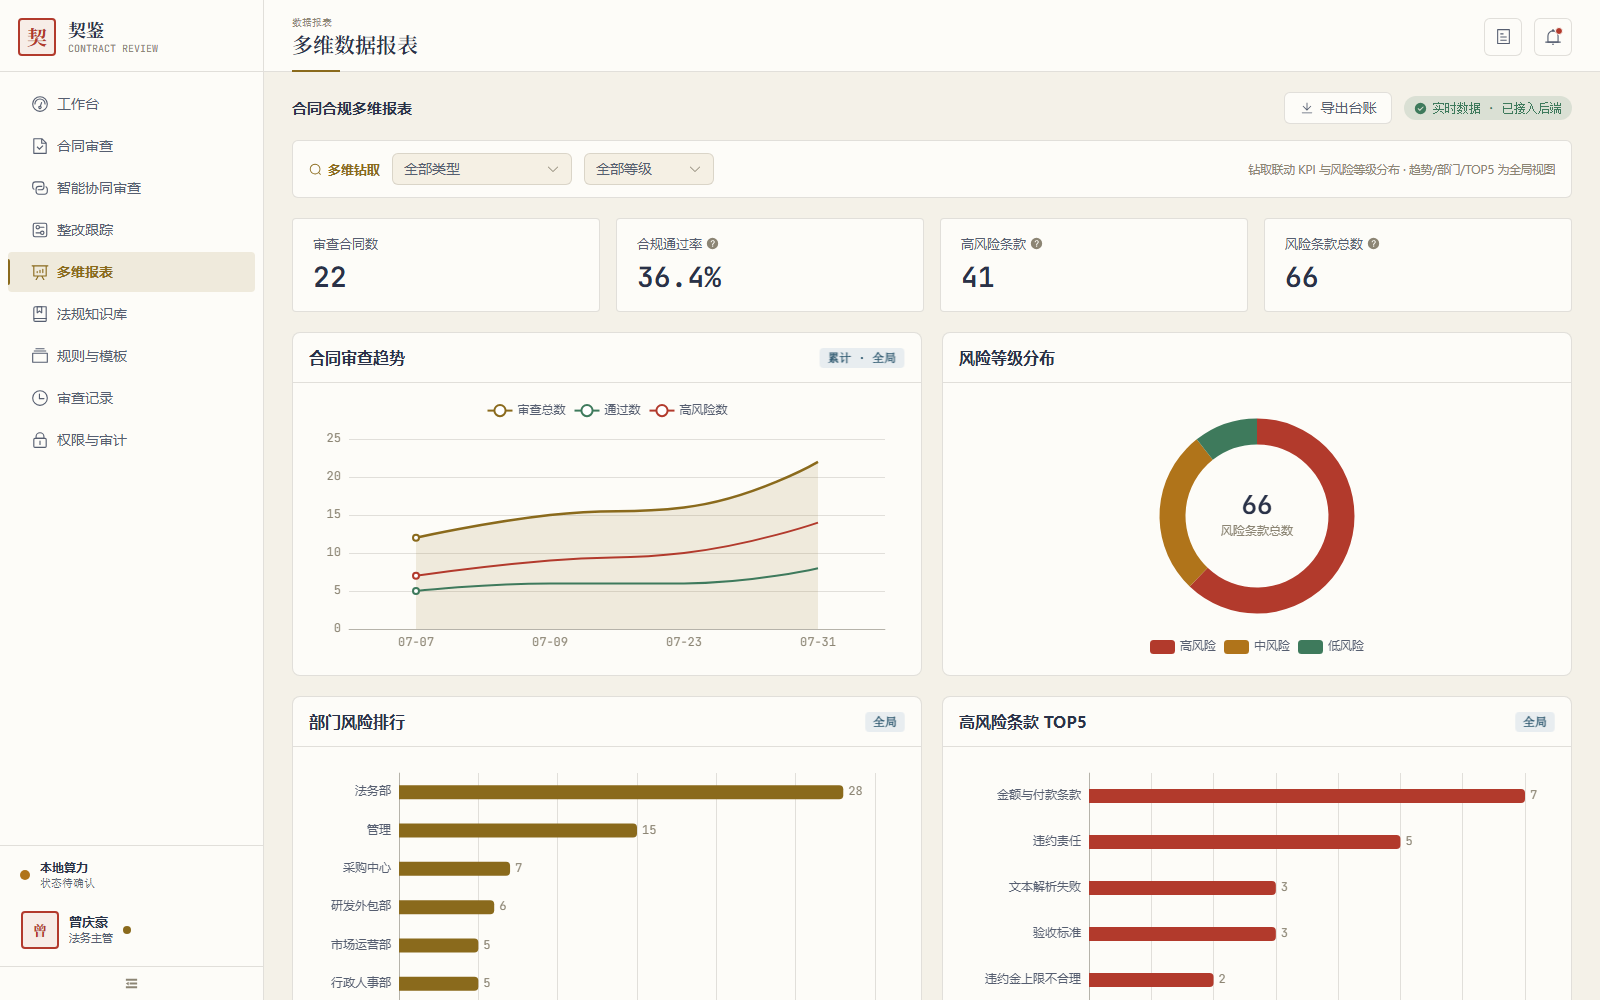 契
契鉴
CONTRACT REVIEW
数据报表
多维数据报表
工作台
合同审查
智能协同审查
整改跟踪
多维报表
法规知识库
规则与模板
审查记录
权限与审计
本地算力
状态待确认
曾
曾庆豪
法务主管
合同合规多维报表
导出台账
实时数据 · 已接入后端
多维钻取
全部类型
全部等级
钻取联动 KPI 与风险等级分布 · 趋势/部门/TOP5 为全局视图
审查合同数
22
合规通过率
36.4%
高风险条款
41
风险条款总数
66
合同审查趋势
累计 · 全局
审查总数 通过数 高风险数
25
20
15
10
5
0
07-07 07-09 07-23 07-31
风险等级分布
66
风险条款总数
高风险 中风险 低风险
部门风险排行
全局
法务部 28
管理 15
采购中心 7
研发外包部 6
市场运营部 5
行政人事部 5
高风险条款 TOP5
全局
金额与付款条款 7
违约责任 5
文本解析失败 3
验收标准 3
违约金上限不合理 2